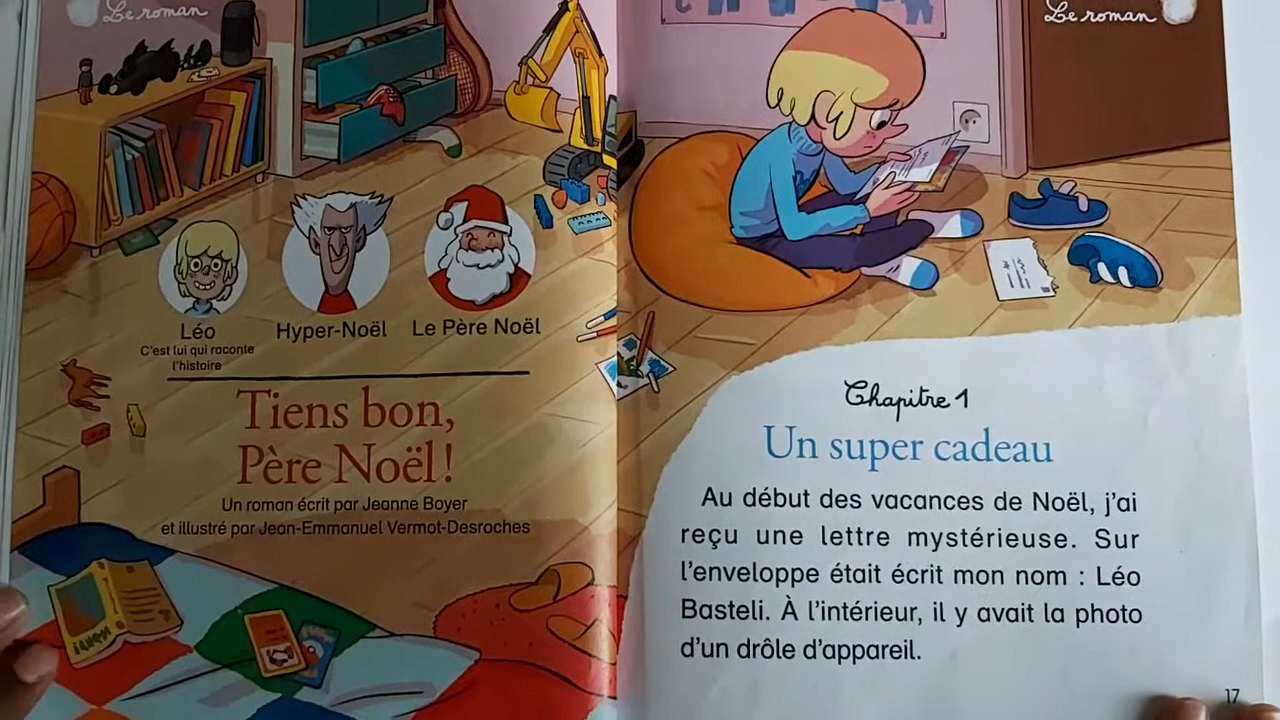 Le roman
Le roman
Léo
C'est lui qui raconte
l'histoire
Hyper-Noël
Le Père Noël
Tiens bon,
Père Noël!
Un roman écrit par Jeanne Boyer
et illustré par Jean-Emmanuel Vermot-Desroches
Chapitre 1
Un super cadeau
Au début des vacances de Noël, j'ai
reçu une lettre mystérieuse. Sur
l'enveloppe était écrit mon nom : Léo
Basteli. À l'intérieur, il y avait la photo
d'un drôle d'appareil.
17